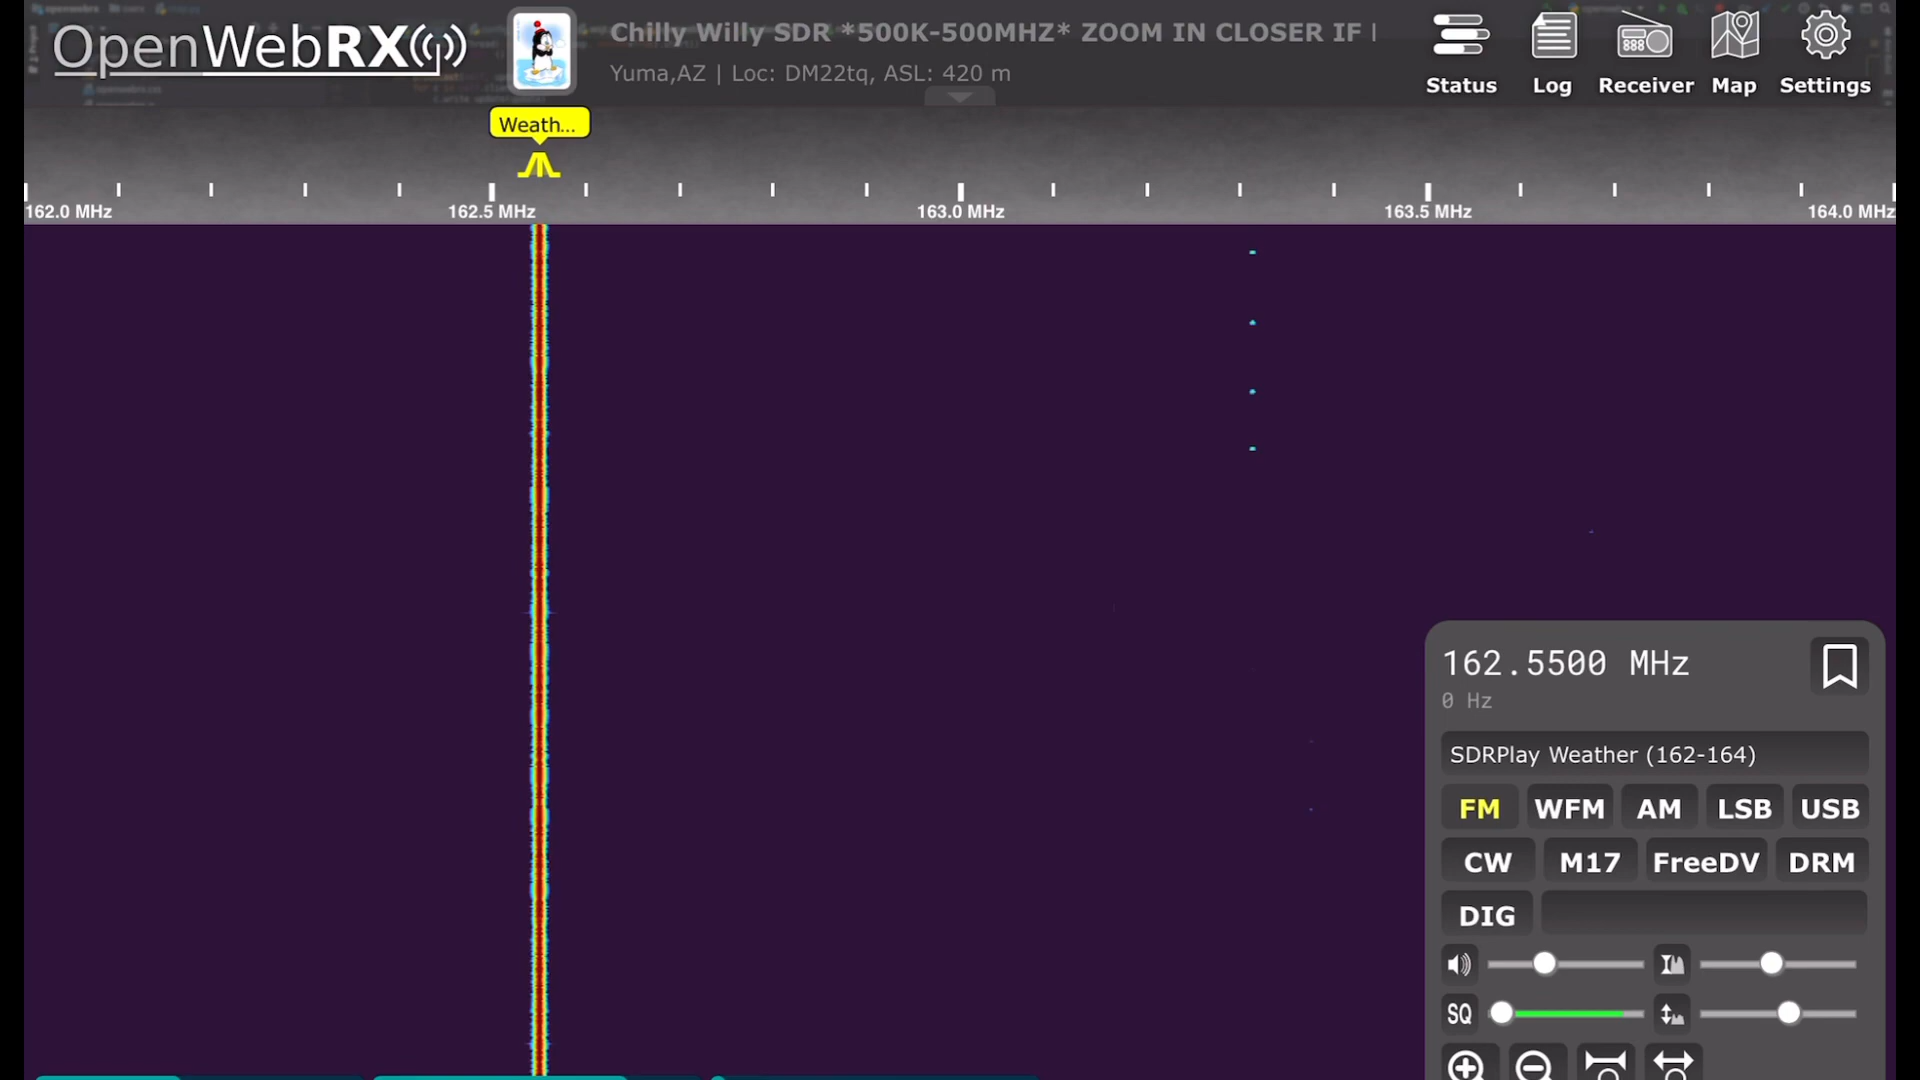 OpenWebRX
Chilly Willy SDR *500K-500MHZ* ZOOM IN CLOSER IF
Yuma,AZ | Loc: DM22tq, ASL: 420 m
Status
Log
888
Receiver
Map
Settings
Weath...
162.0 MHz
162.5 MHz
163.0 MHz
163.5 MHz
164.0 MHz
162.5500 MHz
0 Hz
SDRPlay Weather (162-164)
FM WFM AM LSB USB
CW M17 FreeDV DRM
DIG
SQ